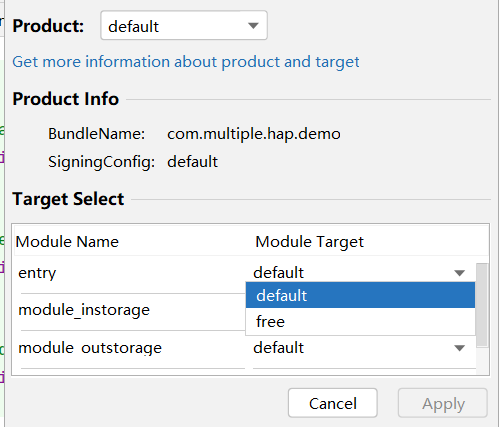 Product: default
Get more information about product and target
Product Info
BundleName: com.multiple.hap.demo
SigningConfig: default
Target Select
Module Name Module Target
entry default
default
module_instorage
free
module_outstorage default
Cancel Apply